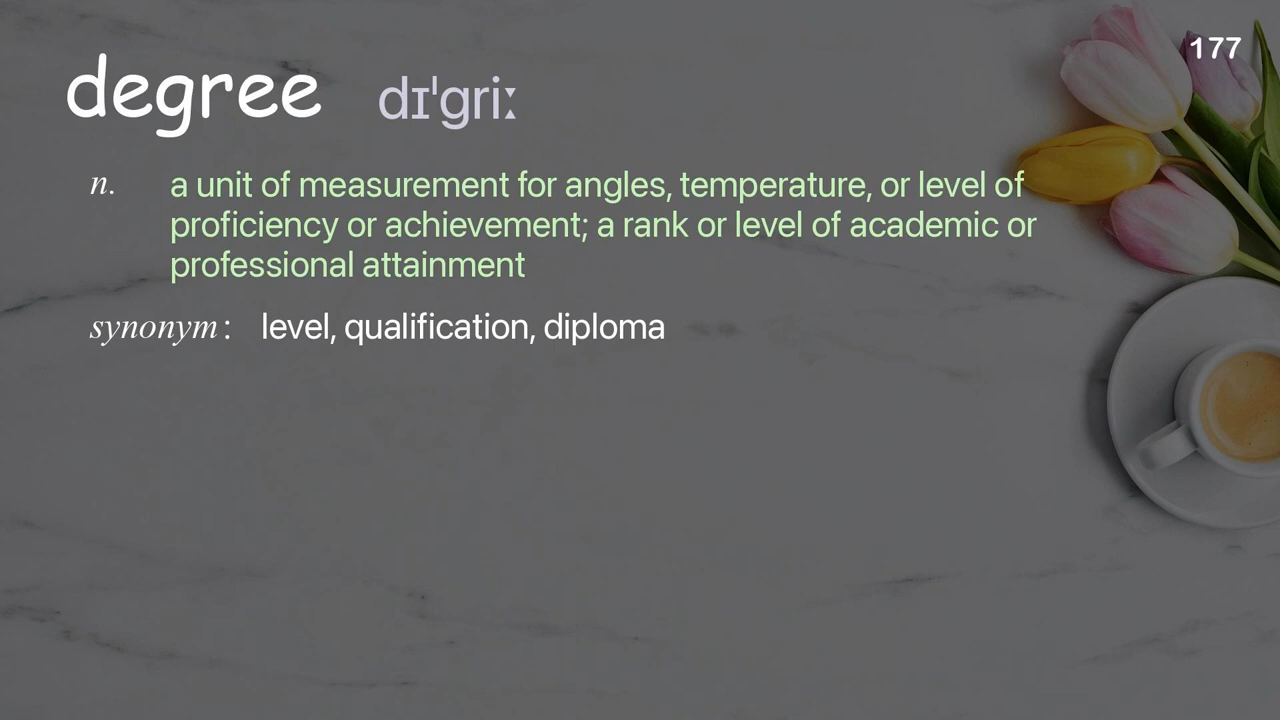 177
degree dɪˈɡriː
n. a unit of measurement for angles, temperature, or level of
proficiency or achievement; a rank or level of academic or
professional attainment
synonym: level, qualification, diploma